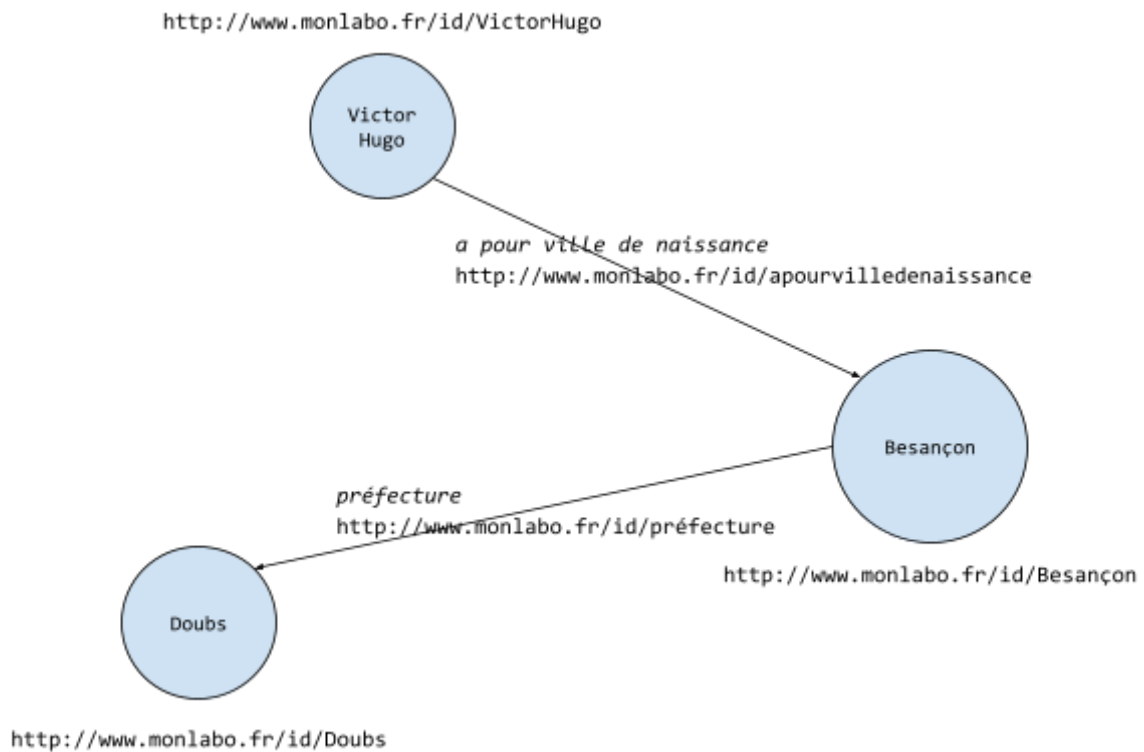 http://www.monlabo.fr/id/VictorHugo
Victor
Hugo
a pour ville de naissance
http://www.monlabo.fr/id/apourvilledenaissance
Besançon
préfecture
http://www.monlabo.fr/id/préfecture
http://www.monlabo.fr/id/Besançon
Doubs
http://www.monlabo.fr/id/Doubs